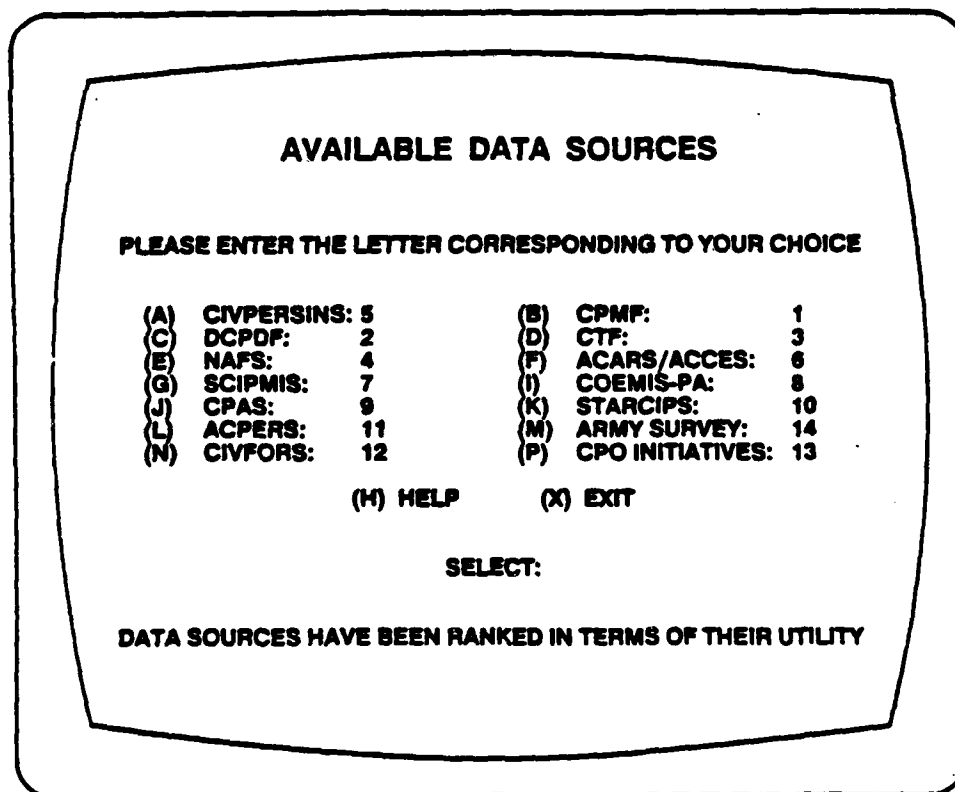 AVAILABLE DATA SOURCES
PLEASE ENTER THE LETTER CORRESPONDING TO YOUR CHOICE
(A) CIVPERSINS: 5 (B) CPMF: 1
(C) DCPDF: 2 (D) CTF: 3
(E) NAFS: 4 (F) ACARS/ACCES: 6
(G) SCIPMIS: 7 (I) COEMIS-PA: 8
(J) CPAS: 9 (K) STARCIPS: 10
(L) ACPERS: 11 (M) ARMY SURVEY: 14
(N) CIVFORS: 12 (P) CPO INITIATIVES: 13
(H) HELP (X) EXIT
SELECT:
DATA SOURCES HAVE BEEN RANKED IN TERMS OF THEIR UTILITY